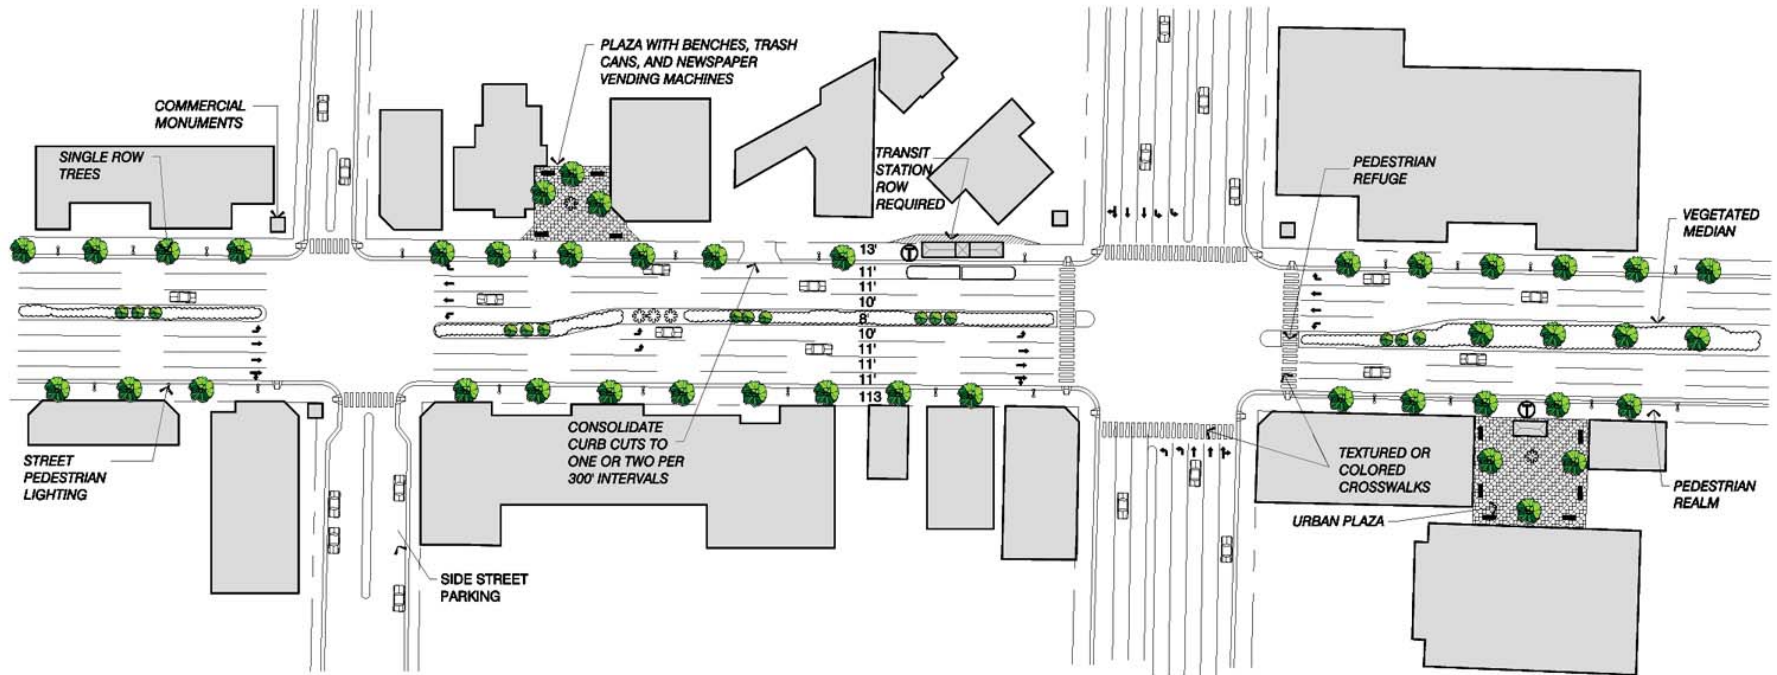 PLAZA WITH BENCHES, TRASH
CANS, AND NEWSPAPER
VENDING MACHINES
COMMERCIAL
MONUMENTS
SINGLE ROW
TREES
TRANSIT
STATION
ROW
REQUIRED
PEDESTRIAN
REFUGE
VEGETATED
MEDIAN
13'
T
11'
11'
10'
8'
10'
11'
11'
11'
113
CONSOLIDATE
CURB CUTS TO
ONE OR TWO PER
300' INTERVALS
STREET
PEDESTRIAN
LIGHTING
T
TEXTURED OR
COLORED
CROSSWALKS
PEDESTRIAN
REALM
URBAN PLAZA
SIDE STREET
PARKING